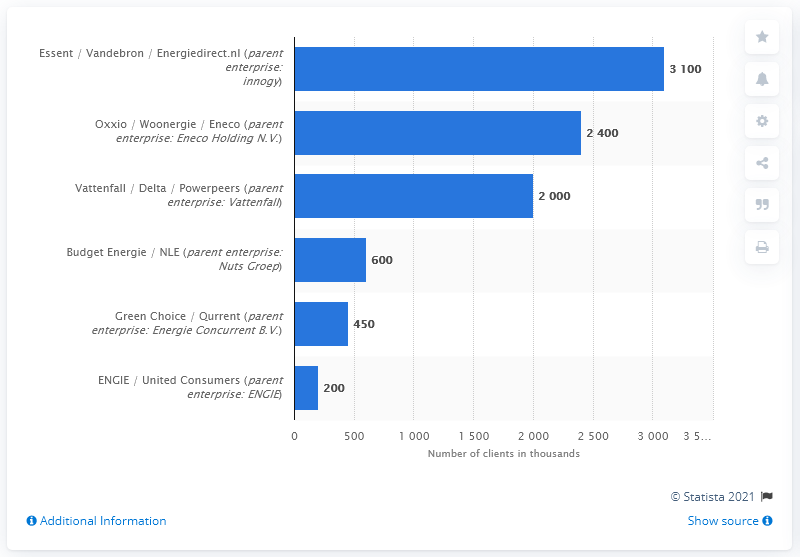 Essent / Vandebron / Energiedirect.nl (parent
enterprise:
innogy)
3 100
Oxxio / Woonergie / Eneco (parent
enterprise: Eneco Holding N.V.)
2 400
Vattenfall / Delta / Powerpeers (parent
enterprise: Vattenfall)
2 000
Budget Energie / NLE (parent enterprise:
Nuts Groep)
600
Green Choice / Qurrent (parent
enterprise: Energie Concurrent B.V.)
450
ENGIE / United Consumers (parent
enterprise: ENGIE)
200
0 500 1 000 1 500 2 000 2 500 3 000 3 5...
Number of clients in thousands
© Statista 2021
Additional Information
Show source